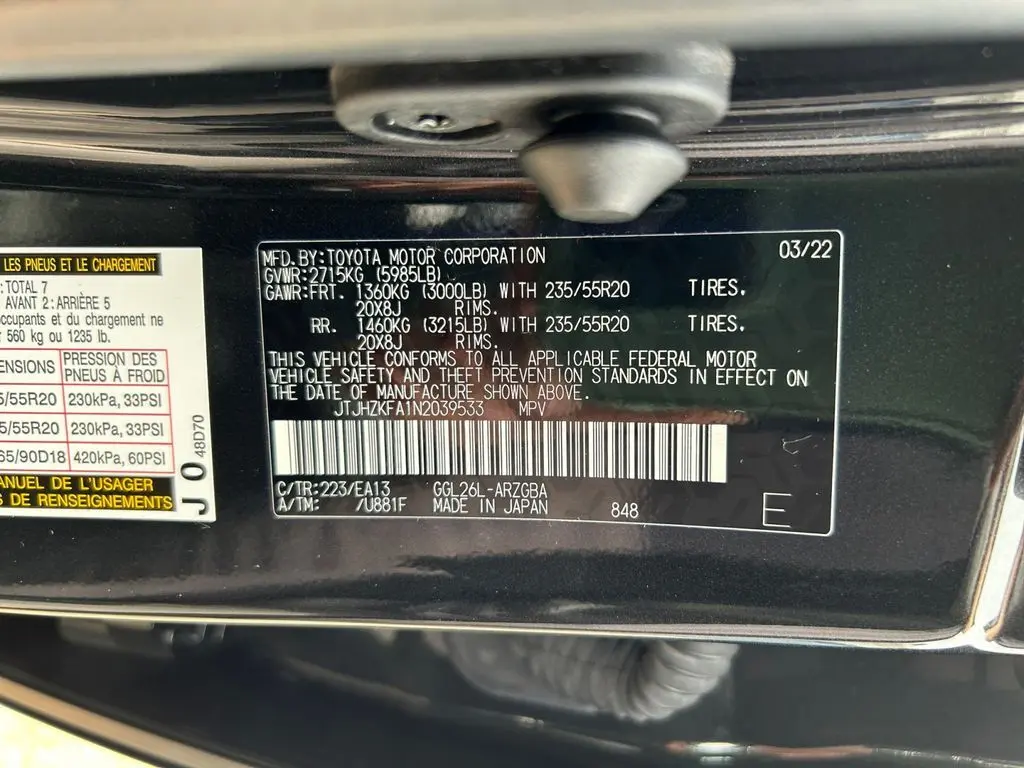 LES PNEUS ET LE CHARGEMENT
: TOTAL 7
AVANT 2: ARRIÈRE 5
occupants et du chargement ne
560 kg ou 1235 lb.
ENSIONS PRESSION DES PNEUS À FROID
5/55R20 230kPa, 33PSI
5/55R20 230kPa, 33PSI
65/90D18 420kPa, 60PSI
ANUEL DE L'USAGER
S DE RENSEIGNEMENTS
J0 48D70
MFD.BY:TOYOTA MOTOR CORPORATION 03/22
GVWR:2715KG (5985LB)
GAWR:FRT. 1360KG (3000LB) WITH 235/55R20 TIRES.
20X8J RIMS.
RR. 1460KG (3215LB) WITH 235/55R20 TIRES.
20X8J RIMS.
THIS VEHICLE CONFORMS TO ALL APPLICABLE FEDERAL MOTOR
VEHICLE SAFETY AND THEFT PREVENTION STANDARDS IN EFFECT ON
THE DATE OF MANUFACTURE SHOWN ABOVE.
JTJHZKFA1N2039533 MPV
C/TR:223/EA13 GGL26L-ARZGBA
A/TM: /U881F MADE IN JAPAN 848 E